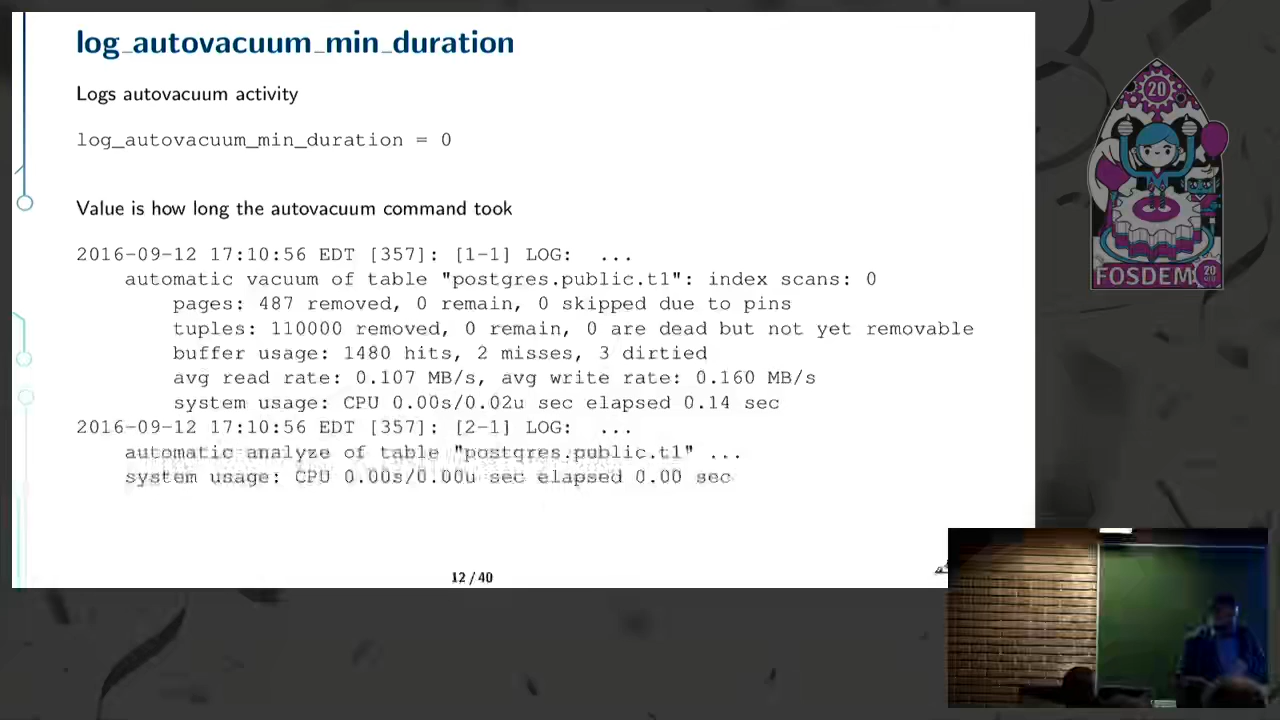 log_autovacuum_min_duration
Logs autovacuum activity
log_autovacuum_min_duration = 0
Value is how long the autovacuum command took
2016-09-12 17:10:56 EDT [357]: [1-1] LOG: ...
automatic vacuum of table "postgres.public.t1": index scans: 0
pages: 487 removed, 0 remain, 0 skipped due to pins
tuples: 110000 removed, 0 remain, 0 are dead but not yet removable
buffer usage: 1480 hits, 2 misses, 3 dirtied
avg read rate: 0.107 MB/s, avg write rate: 0.160 MB/s
system usage: CPU 0.00s/0.02u sec elapsed 0.14 sec
2016-09-12 17:10:56 EDT [357]: [2-1] LOG: ...
automatic analyze of table "postgres.public.t1" ...
system usage: CPU 0.00s/0.00u sec elapsed 0.00 sec
12 / 40
20
FOSDEM
20